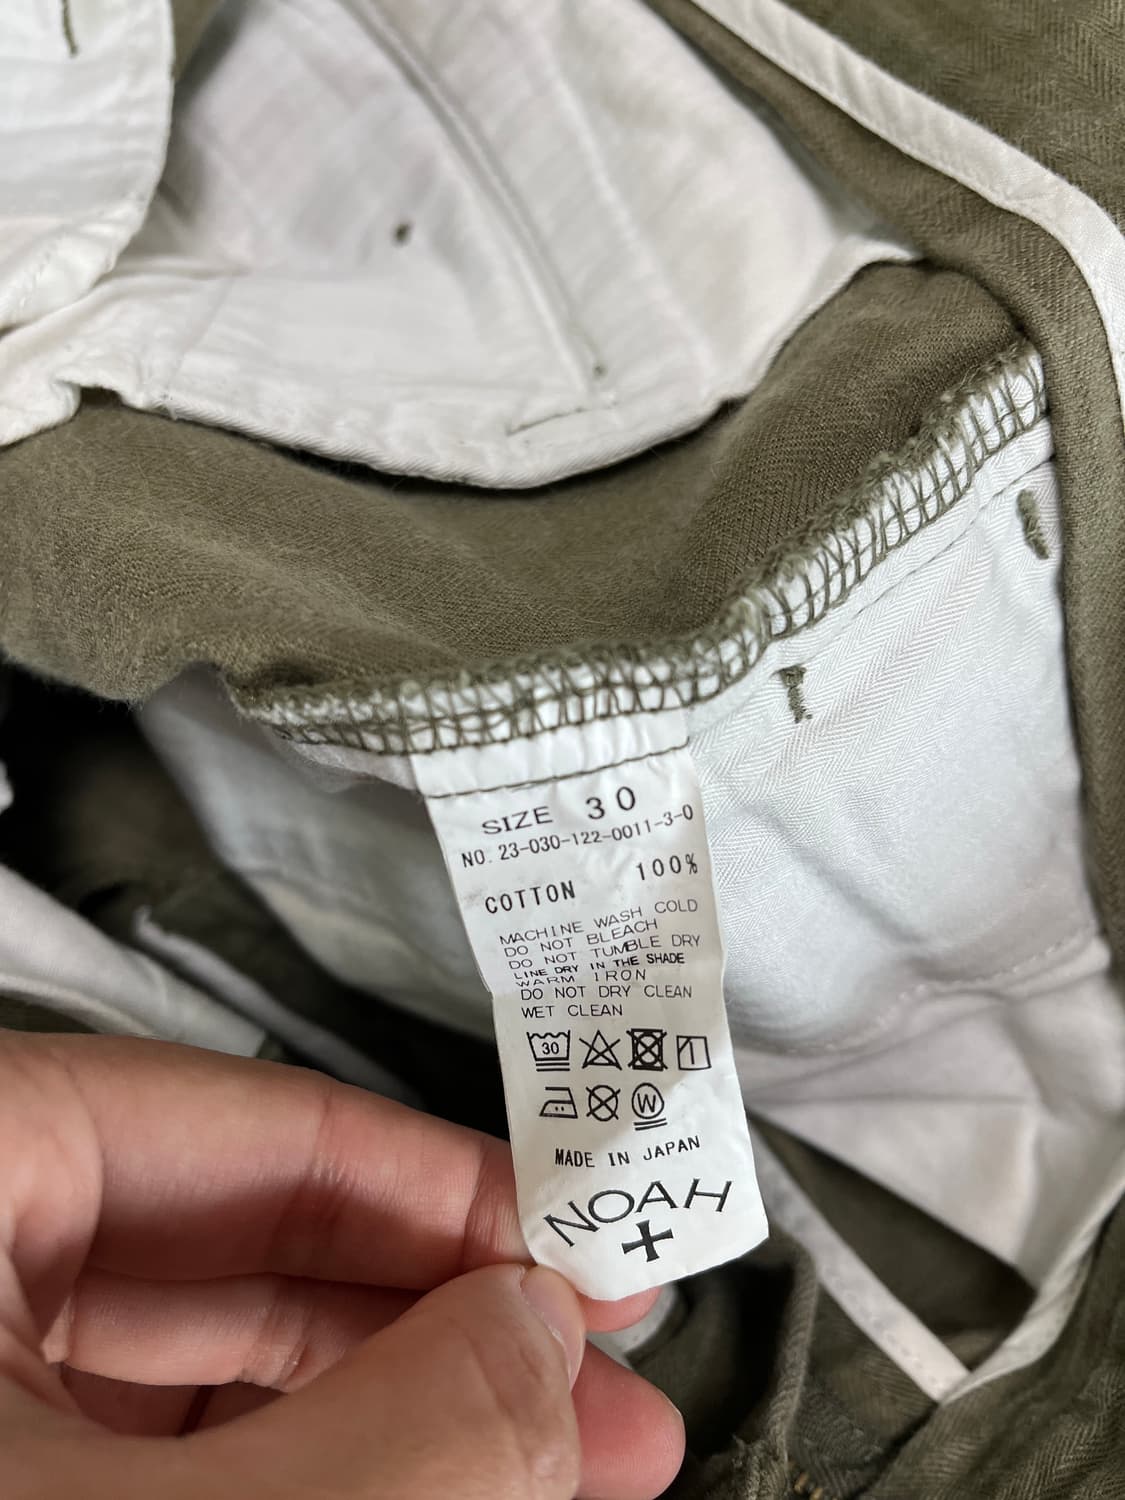 SIZE 30
NO. 23-030-122-0011-3-0
COTTON 100%
MACHINE WASH COLD
DO NOT BLEACH
DO NOT TUMBLE DRY
LINE DRY IN THE SHADE
WARM IRON
DO NOT DRY CLEAN
WET CLEAN
30
W
MADE IN JAPAN
NOAH